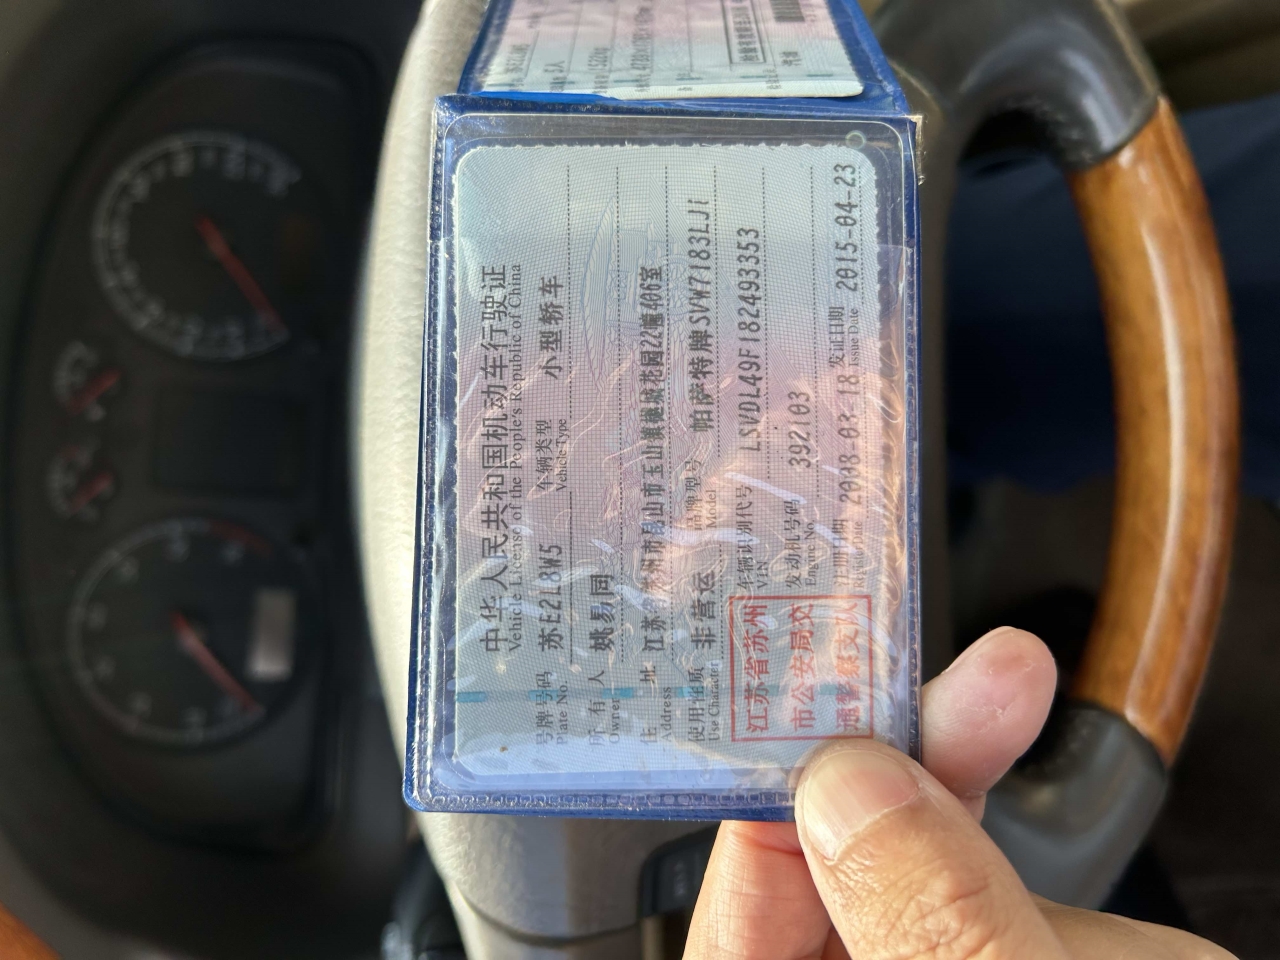 中华人民共和国机动车行驶证
Vehicle License of the People's Republic of China
号牌号码 苏E2L8W5 车辆类型 小型轿车
Plate No. Vehicle Type
所有人 姚易同
Owner
住址 江苏省苏州市昆山市玉山镇樾城花园22幢406室
Address
使用性质 非营运 品牌型号 帕萨特牌SVW7183LJi
Use Character Model
车辆识别代号 LSVDL49F182493353
VIN
发动机号码 392103
Engine No.
注册日期 2008-03-18 发证日期 2015-04-23
Register Date Issue Date
江苏省苏州
市公安局交
通警察支队